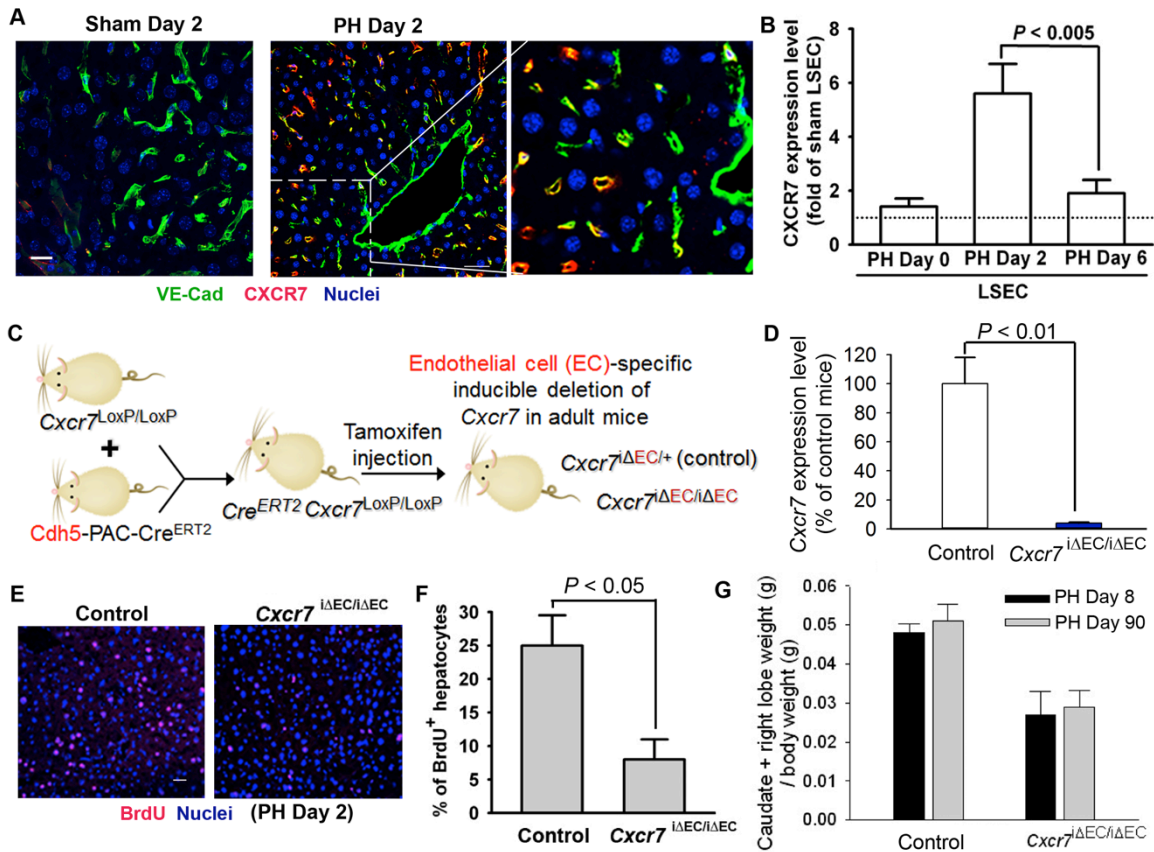 A
Sham Day 2
PH Day 2
VE-Cad CXCR7 Nuclei
B
CXCR7 expression level
(fold of sham LSEC)
8
6
4
2
0
P < 0.005
PH Day 0 PH Day 2 PH Day 6
LSEC
C
Cxcr7LoxP/LoxP
+
Cdh5-PAC-CreERT2
CreERT2 Cxcr7LoxP/LoxP
Tamoxifen
injection
Endothelial cell (EC)-specific
inducible deletion of
Cxcr7 in adult mice
Cxcr7iΔEC/+ (control)
Cxcr7iΔEC/iΔEC
D
Cxcr7 expression level
(% of control mice)
120
100
80
60
40
20
0
P < 0.01
Control Cxcr7 iΔEC/iΔEC
E
Control
Cxcr7 iΔEC/iΔEC
BrdU Nuclei (PH Day 2)
F
% of BrdU+ hepatocytes
30
25
20
15
10
5
0
P < 0.05
Control Cxcr7 iΔEC/iΔEC
G
Caudate + right lobe weight (g)
/ body weight (g)
0.06
0.05
0.04
0.03
0.02
0.01
0.00
PH Day 8
PH Day 90
Control Cxcr7iΔEC/iΔEC